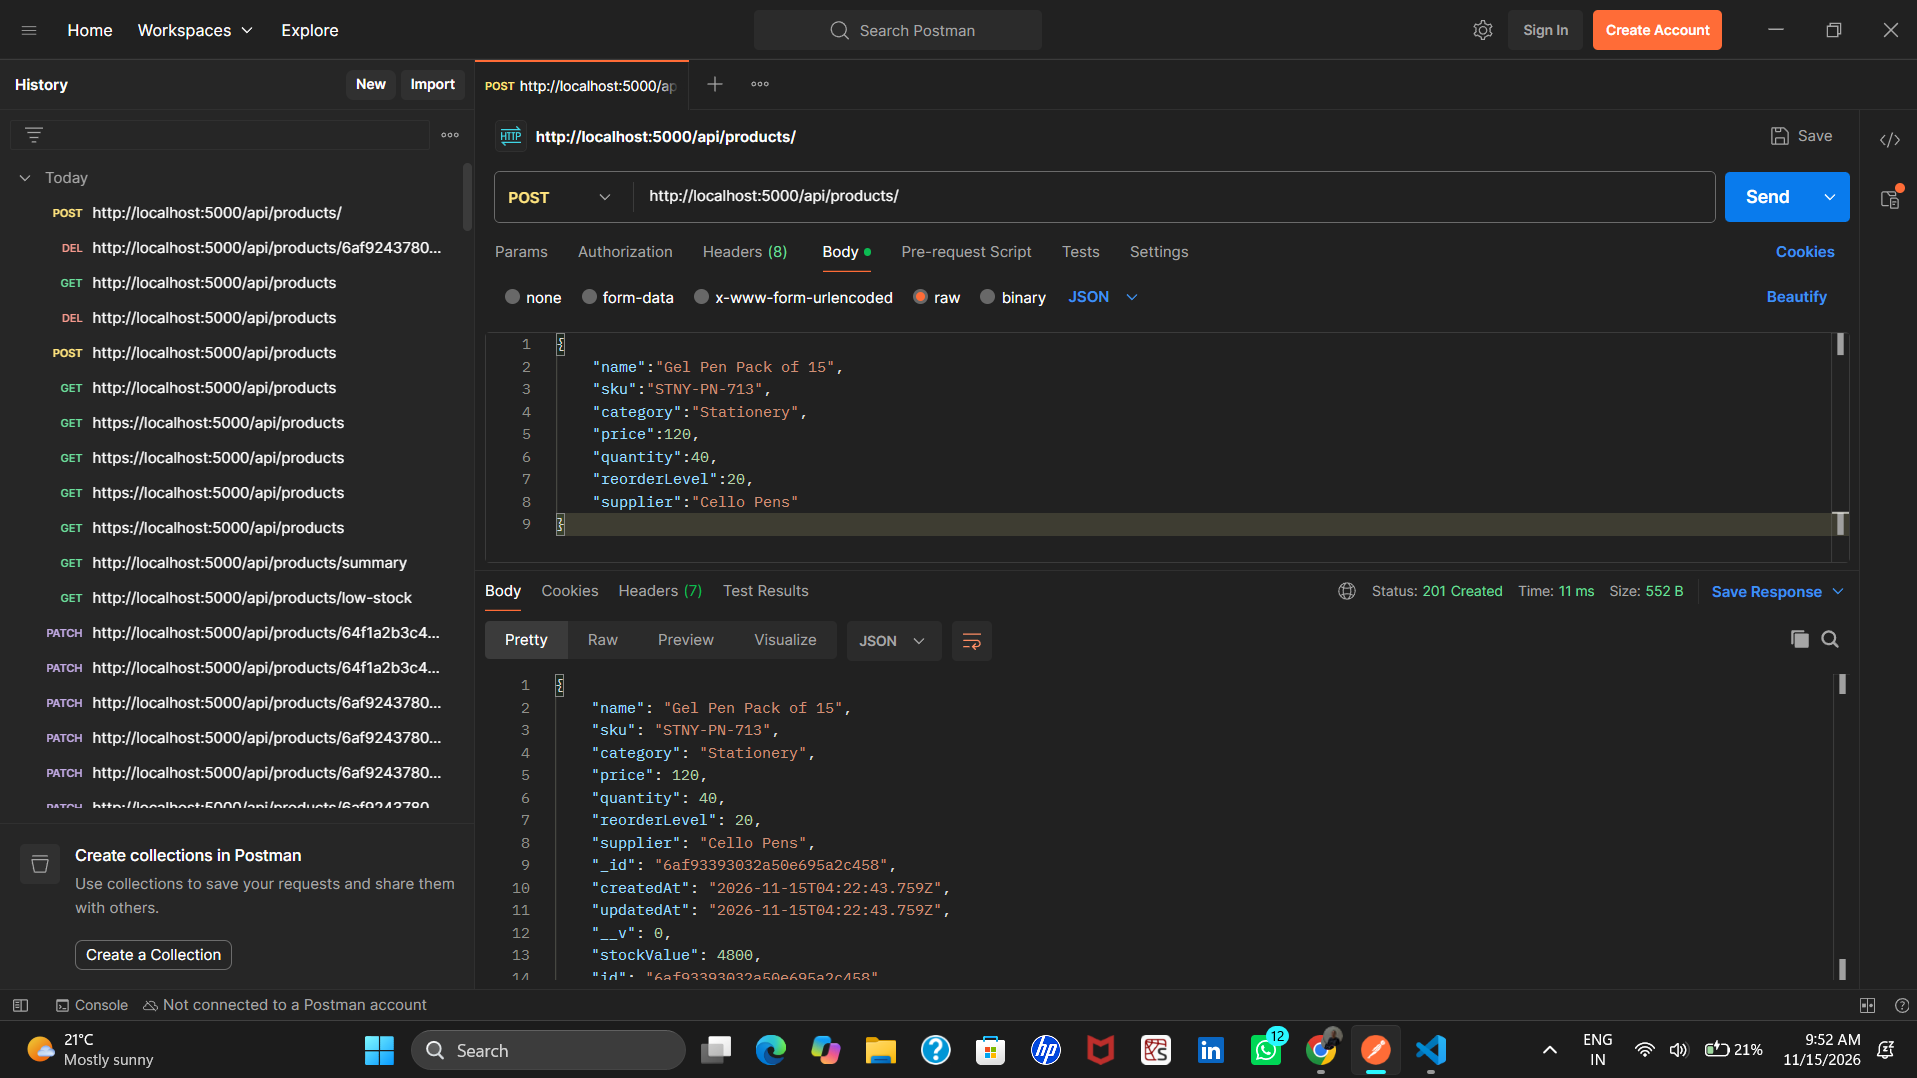 Home
Workspaces
Explore
Search Postman
Sign In
Create Account
History
New
Import
POST http://localhost:5000/ap
HTTP http://localhost:5000/api/products/
Save
Today
POST http://localhost:5000/api/products/
DEL http://localhost:5000/api/products/6af9243780...
GET http://localhost:5000/api/products
DEL http://localhost:5000/api/products
POST http://localhost:5000/api/products
GET http://localhost:5000/api/products
GET https://localhost:5000/api/products
GET https://localhost:5000/api/products
GET https://localhost:5000/api/products
GET https://localhost:5000/api/products
GET http://localhost:5000/api/products/summary
GET http://localhost:5000/api/products/low-stock
PATCH http://localhost:5000/api/products/64f1a2b3c4...
PATCH http://localhost:5000/api/products/64f1a2b3c4...
PATCH http://localhost:5000/api/products/6af9243780...
PATCH http://localhost:5000/api/products/6af9243780...
PATCH http://localhost:5000/api/products/6af9243780...
PATCH http://localhost:5000/api/products/6af9243780
Create collections in Postman
Use collections to save your requests and share them
with others.
Create a Collection
POST
http://localhost:5000/api/products/
Send
Params
Authorization
Headers (8)
Body
Pre-request Script
Tests
Settings
Cookies
none
form-data
x-www-form-urlencoded
raw
binary
JSON
Beautify
1 {
2 "name":"Gel Pen Pack of 15",
3 "sku":"STNY-PN-713",
4 "category":"Stationery",
5 "price":120,
6 "quantity":40,
7 "reorderLevel":20,
8 "supplier":"Cello Pens"
9 }
Body
Cookies
Headers (7)
Test Results
Status: 201 Created
Time: 11 ms
Size: 552 B
Save Response
Pretty
Raw
Preview
Visualize
JSON
1 {
2 "name": "Gel Pen Pack of 15",
3 "sku": "STNY-PN-713",
4 "category": "Stationery",
5 "price": 120,
6 "quantity": 40,
7 "reorderLevel": 20,
8 "supplier": "Cello Pens",
9 "_id": "6af93393032a50e695a2c458",
10 "createdAt": "2026-11-15T04:22:43.759Z",
11 "updatedAt": "2026-11-15T04:22:43.759Z",
12 "__v": 0,
13 "stockValue": 4800,
14 "id": "6af93393032a50e695a2c458"
Console
Not connected to a Postman account
21°C
Mostly sunny
Search
hp
in
12
ENG
IN
21%
9:52 AM
11/15/2026